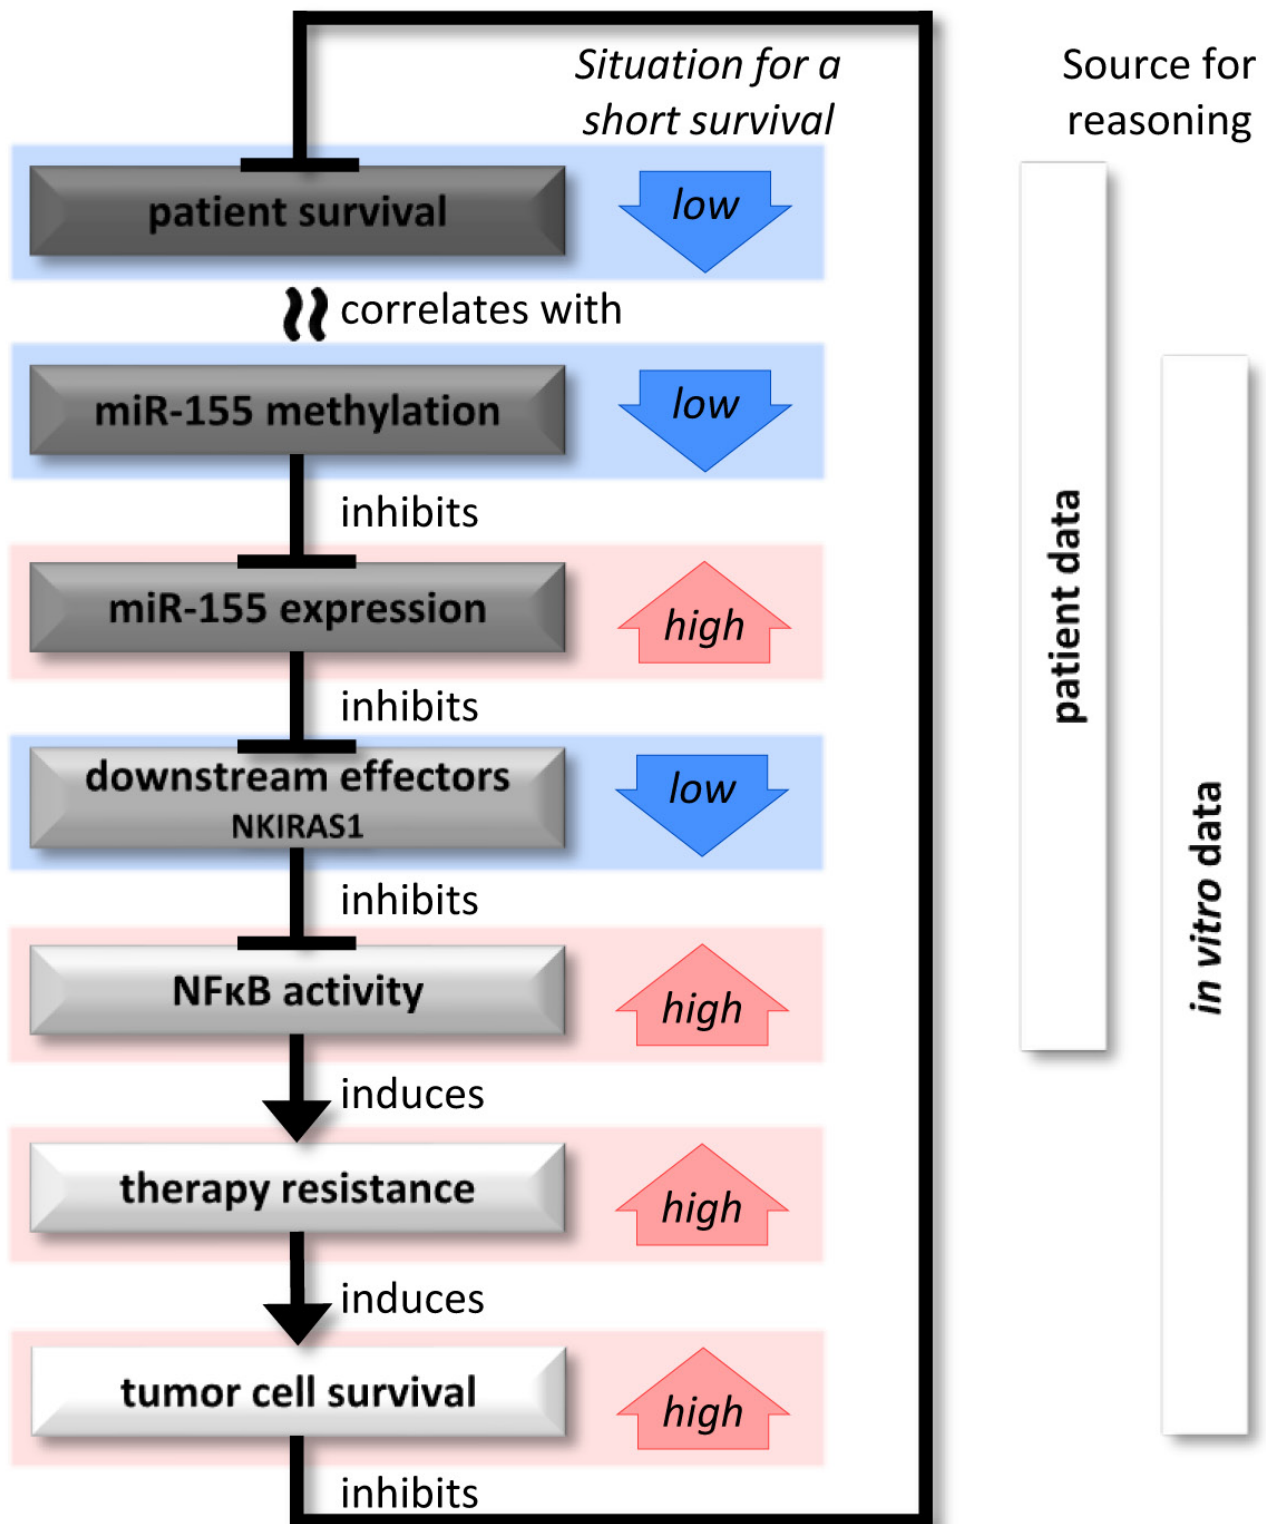 Situation for a
short survival
Source for
reasoning
patient survival
low
correlates with
miR-155 methylation
low
inhibits
miR-155 expression
high
inhibits
downstream effectors
NKIRAS1
low
inhibits
NFκB activity
high
induces
therapy resistance
high
induces
tumor cell survival
high
inhibits
patient data
in vitro data